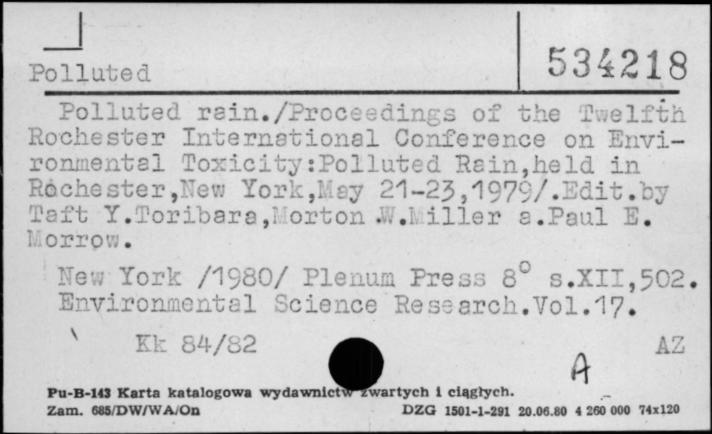 534218
Polluted
Polluted rain./Proceedings of the Twelfth
Rochester International Conference on Envi-
ronmental Toxicity:Polluted Rain,held in
Rochester,New York,May 21-23,1979/.Edit.by
Taft Y.Toribara,Morton W.Miller a.Paul E.
Morrow.
New York /1980/ Plenum Press 8° s.XII,502.
Environmental Science Research.Vol.17.
Kk 84/82 AZ
A
Pu-B-143 Karta katalogowa wydawnictw zwartych i ciągłych.
Zam. 685/DW/WA/On DZG 1501-1-291 20.06.80 4 260 000 74x120